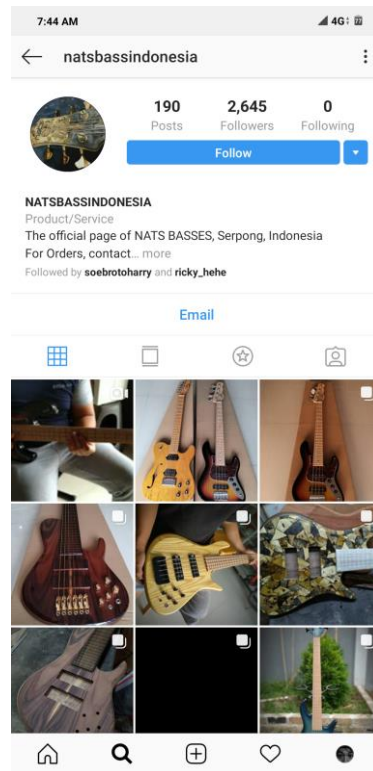 7:44 AM
4G
natsbassindonesia
190 2,645 0
Posts Followers Following
Follow
NATSBASSINDONESIA
Product/Service
The official page of NATS BASSES, Serpong, Indonesia
For Orders, contact... more
Followed by soebrotoharry and ricky_hehe
Email